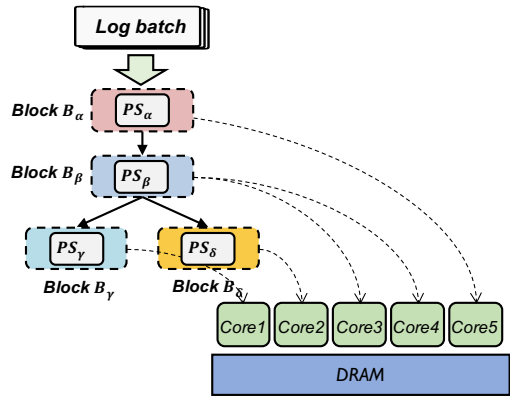 Log batch
Block Bα
PSα
Block Bβ
PSβ
PSγ
PSδ
Block Bγ
Block Bδ
Core1 Core2 Core3 Core4 Core5
DRAM